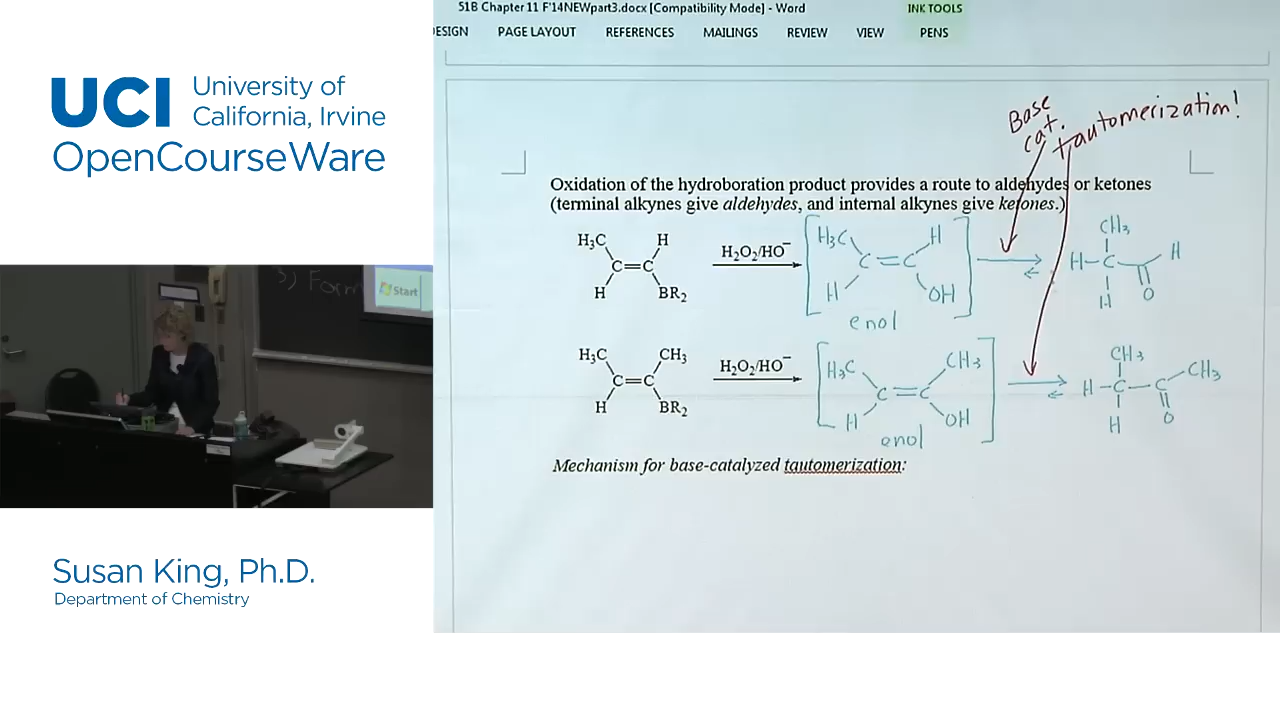 51B Chapter 11 F'14NEWpart3.docx [Compatibility Mode] - Word
INK TOOLS
ESIGN PAGE LAYOUT REFERENCES MAILINGS REVIEW VIEW PENS
UCI University of
California, Irvine
OpenCourseWare
Base
cat. tautomerization!
Oxidation of the hydroboration product provides a route to aldehydes or ketones
(terminal alkynes give aldehydes, and internal alkynes give ketones.)
H₃C H
C=C
H BR₂
H₂O₂/HO⁻
H₃C H
C=C
H OH
enol
CH₃
H-C-C H
H O
H₃C CH₃
C=C
H BR₂
H₂O₂/HO⁻
H₃C CH₃
C=C
H OH
enol
CH₃
H-C-C CH₃
H O
Mechanism for base-catalyzed tautomerization:
3) Form
Start
Susan King, Ph.D.
Department of Chemistry